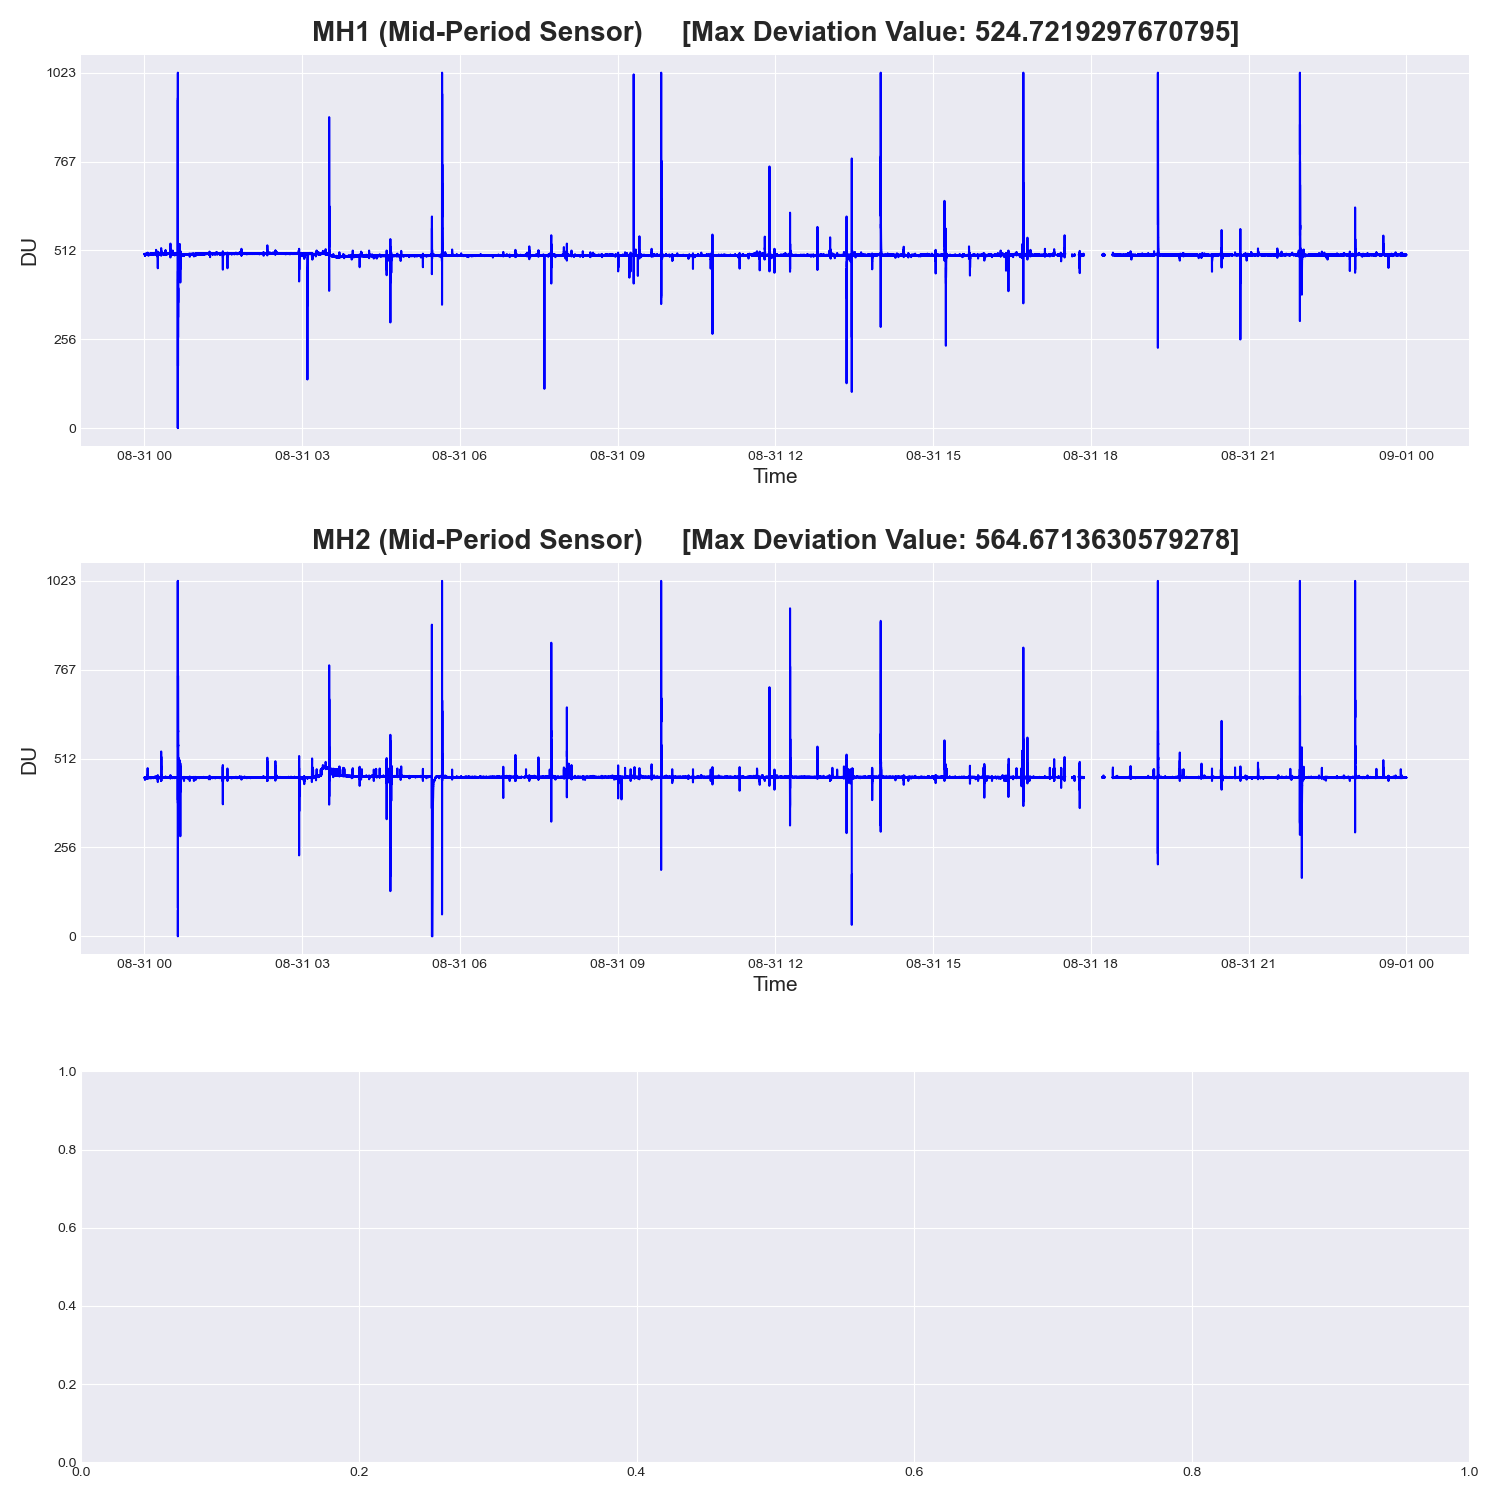 MH1 (Mid-Period Sensor) [Max Deviation Value: 524.7219297670795]
1023
767
512
256
0
DU
08-31 00 08-31 03 08-31 06 08-31 09 08-31 12 08-31 15 08-31 18 08-31 21 09-01 00
Time
MH2 (Mid-Period Sensor) [Max Deviation Value: 564.6713630579278]
1023
767
512
256
0
DU
08-31 00 08-31 03 08-31 06 08-31 09 08-31 12 08-31 15 08-31 18 08-31 21 09-01 00
Time
1.0
0.8
0.6
0.4
0.2
0.0
0.0 0.2 0.4 0.6 0.8 1.0